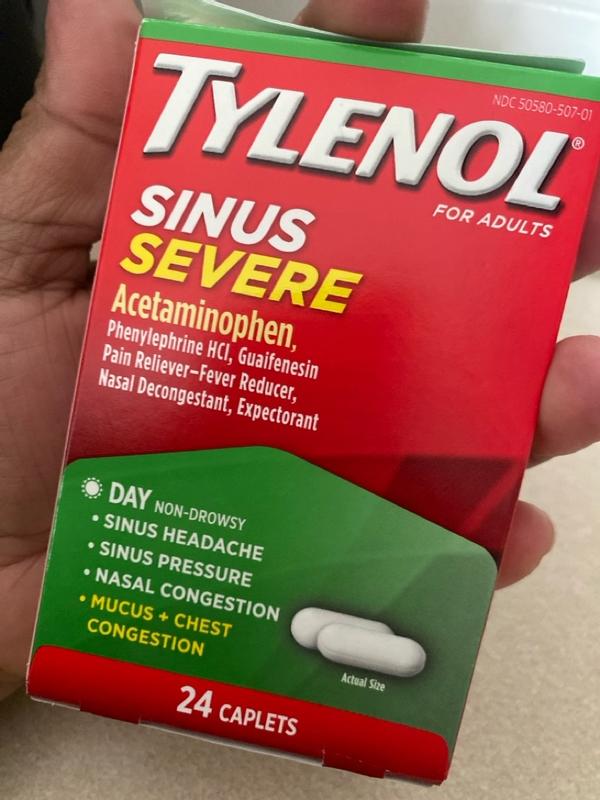 NDC 50580-507-01
TYLENOL®
FOR ADULTS
SINUS
SEVERE
Acetaminophen,
Phenylephrine HCl, Guaifenesin
Pain Reliever–Fever Reducer,
Nasal Decongestant, Expectorant
DAY NON-DROWSY
• SINUS HEADACHE
• SINUS PRESSURE
• NASAL CONGESTION
• MUCUS + CHEST
CONGESTION
Actual Size
24 CAPLETS